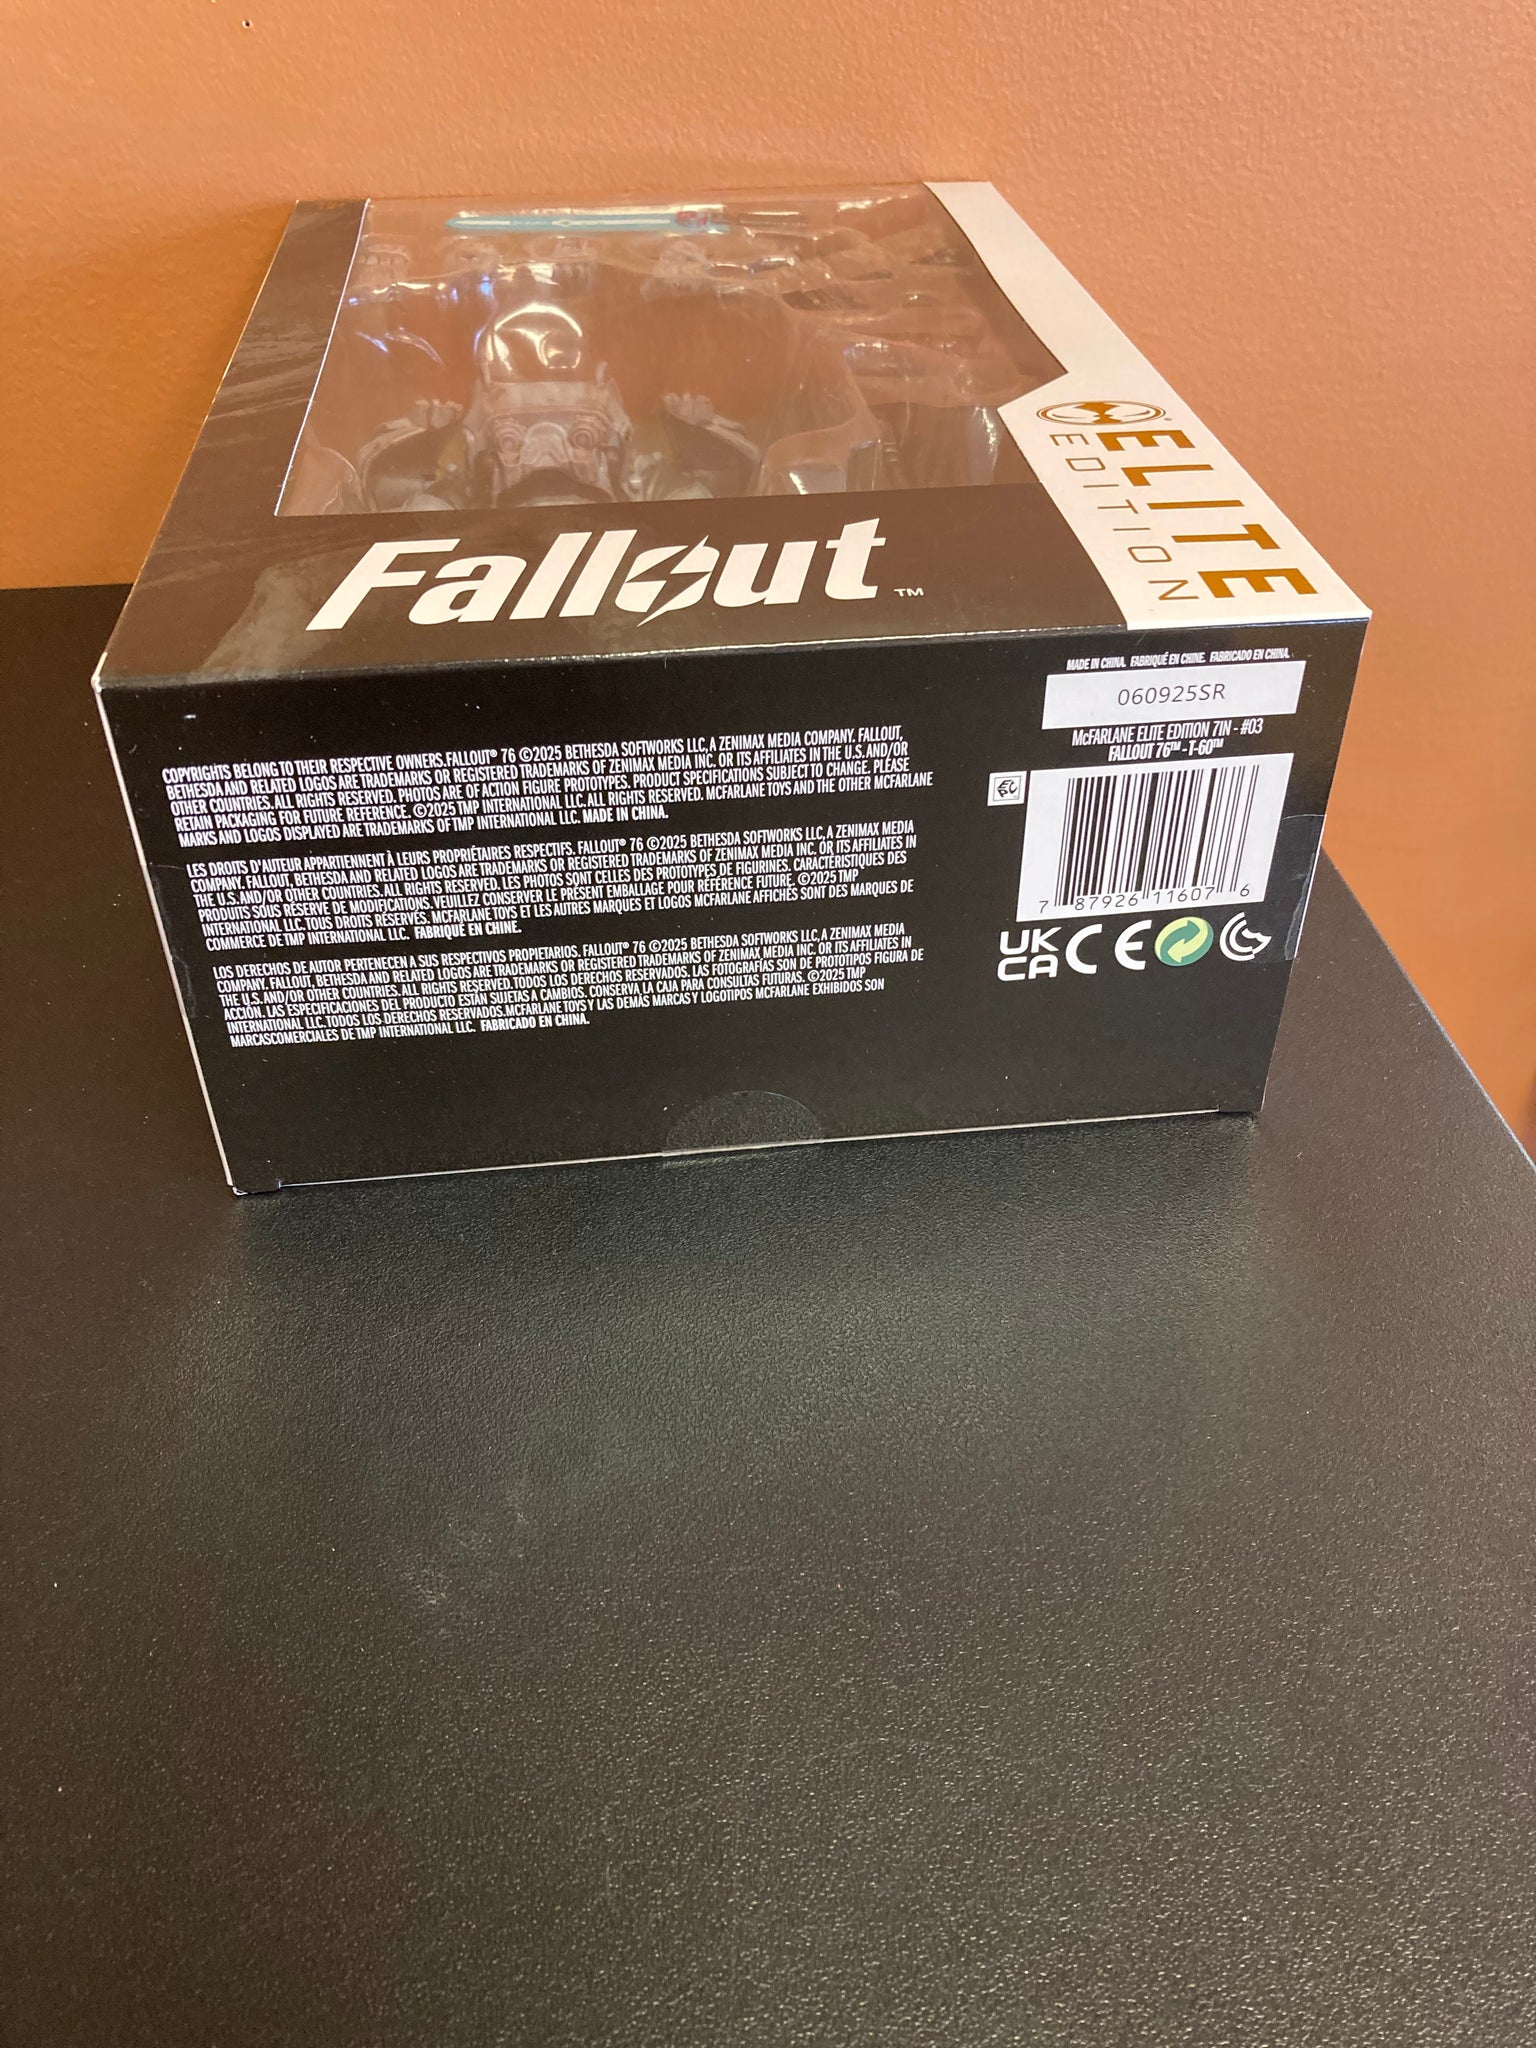 ELITE
EDITION
Fallout™
COPYRIGHTS BELONG TO THEIR RESPECTIVE OWNERS.FALLOUT® 76 ©2025 BETHESDA SOFTWORKS LLC, A ZENIMAX MEDIA COMPANY. FALLOUT,
BETHESDA AND RELATED LOGOS ARE TRADEMARKS OR REGISTERED TRADEMARKS OF ZENIMAX MEDIA INC. OR ITS AFFILIATES IN THE U.S. AND/OR
OTHER COUNTRIES. ALL RIGHTS RESERVED. PHOTOS ARE OF ACTION FIGURE PROTOTYPES. PRODUCT SPECIFICATIONS SUBJECT TO CHANGE. PLEASE
RETAIN PACKAGING FOR FUTURE REFERENCE. ©2025 TMP INTERNATIONAL LLC. ALL RIGHTS RESERVED. MCFARLANE TOYS AND THE OTHER MCFARLANE
MARKS AND LOGOS DISPLAYED ARE TRADEMARKS OF TMP INTERNATIONAL LLC. MADE IN CHINA.
LES DROITS D'AUTEUR APPARTIENNENT À LEURS PROPRIÉTAIRES RESPECTIFS. FALLOUT® 76 ©2025 BETHESDA SOFTWORKS LLC, A ZENIMAX MEDIA
COMPANY. FALLOUT, BETHESDA AND RELATED LOGOS ARE TRADEMARKS OR REGISTERED TRADEMARKS OF ZENIMAX MEDIA INC. OR ITS AFFILIATES IN
THE U.S. AND/OR OTHER COUNTRIES. ALL RIGHTS RESERVED. LES PHOTOS SONT CELLES DES PROTOTYPES DE FIGURINES. CARACTÉRISTIQUES DES
PRODUITS SOUS RÉSERVE DE MODIFICATIONS. VEUILLEZ CONSERVER LE PRÉSENT EMBALLAGE POUR RÉFÉRENCE FUTURE. ©2025 TMP
INTERNATIONAL LLC. TOUS DROITS RÉSERVÉS. MCFARLANE TOYS ET LES AUTRES MARQUES ET LOGOS MCFARLANE AFFICHÉS SONT DES MARQUES DE
COMMERCE DE TMP INTERNATIONAL LLC. FABRIQUÉ EN CHINE.
LOS DERECHOS DE AUTOR PERTENECEN A SUS RESPECTIVOS PROPIETARIOS. FALLOUT® 76 ©2025 BETHESDA SOFTWORKS LLC, A ZENIMAX MEDIA
COMPANY. FALLOUT, BETHESDA AND RELATED LOGOS ARE TRADEMARKS OR REGISTERED TRADEMARKS OF ZENIMAX MEDIA INC. OR ITS AFFILIATES IN
THE U.S. AND/OR OTHER COUNTRIES. ALL RIGHTS RESERVED. TODOS LOS DERECHOS RESERVADOS. LAS FOTOGRAFÍAS SON DE PROTOTIPOS FIGURA DE
ACCIÓN. LAS ESPECIFICACIONES DEL PRODUCTO ESTÁN SUJETAS A CAMBIOS. CONSERVA LA CAJA PARA CONSULTAS FUTURAS. ©2025 TMP
INTERNATIONAL LLC. TODOS LOS DERECHOS RESERVADOS.MCFARLANE TOYS Y LAS DEMÁS MARCAS Y LOGOTIPOS MCFARLANE EXHIBIDOS SON
MARCASCOMERCIALES DE TMP INTERNATIONAL LLC. FABRICADO EN CHINA.
MADE IN CHINA. FABRIQUÉ EN CHINE. FABRICADO EN CHINA.
060925SR
McFARLANE ELITE EDITION 7IN - #03
FALLOUT 76™ - T-60™
7 87926 11607 6
UK
CA CE